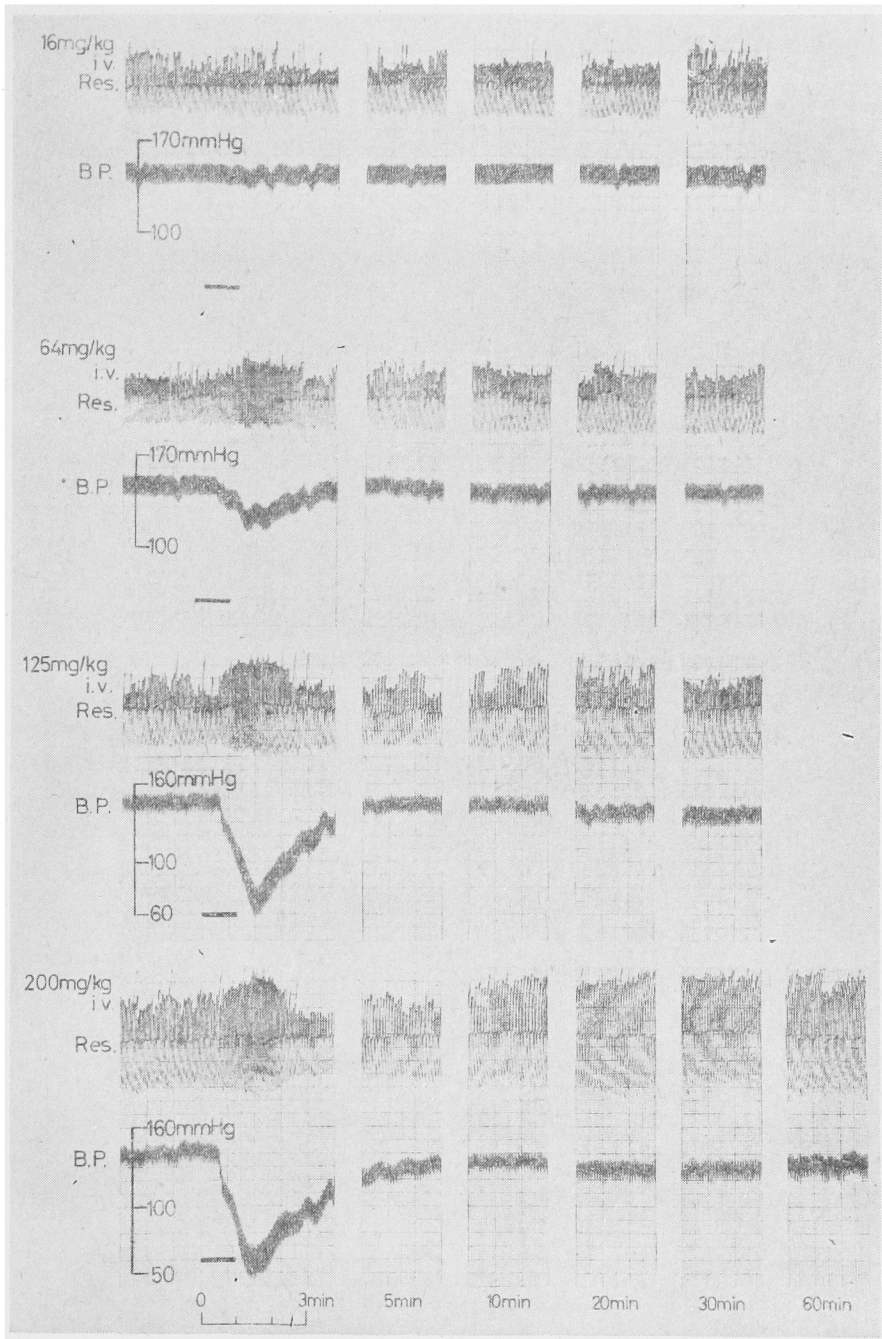 16mg/kg
i.v.
Res.
170mmHg
B.P.
100
64mg/kg
i.v.
Res.
170mmHg
B.P.
100
125mg/kg
i.v.
Res.
160mmHg
B.P.
100
60
200mg/kg
i.v.
Res.
160mmHg
B.P.
100
50
0 3min 5min 10min 20min 30min 60min